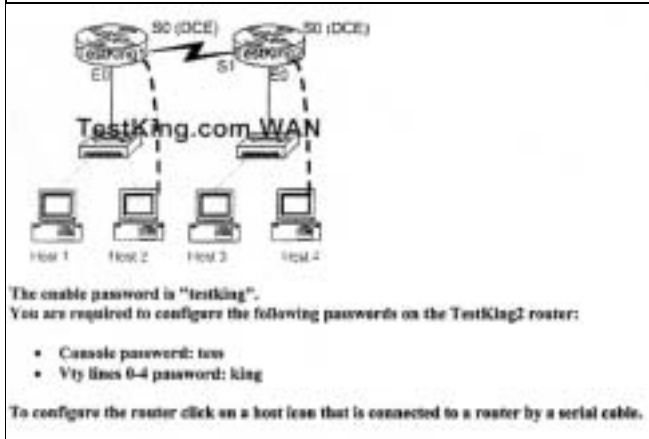 S0 (DCE) S0 (DCE)
TestKing1 TestKing2
S1
E0 E0
TestKing.com WAN
Host 1 Host 2 Host 3 Host 4
The enable password is "testking".
You are required to configure the following passwords on the TestKing2 router:
• Console password: tess
• Vty lines 0-4 password: king
To configure the router click on a host icon that is connected to a router by a serial cable.